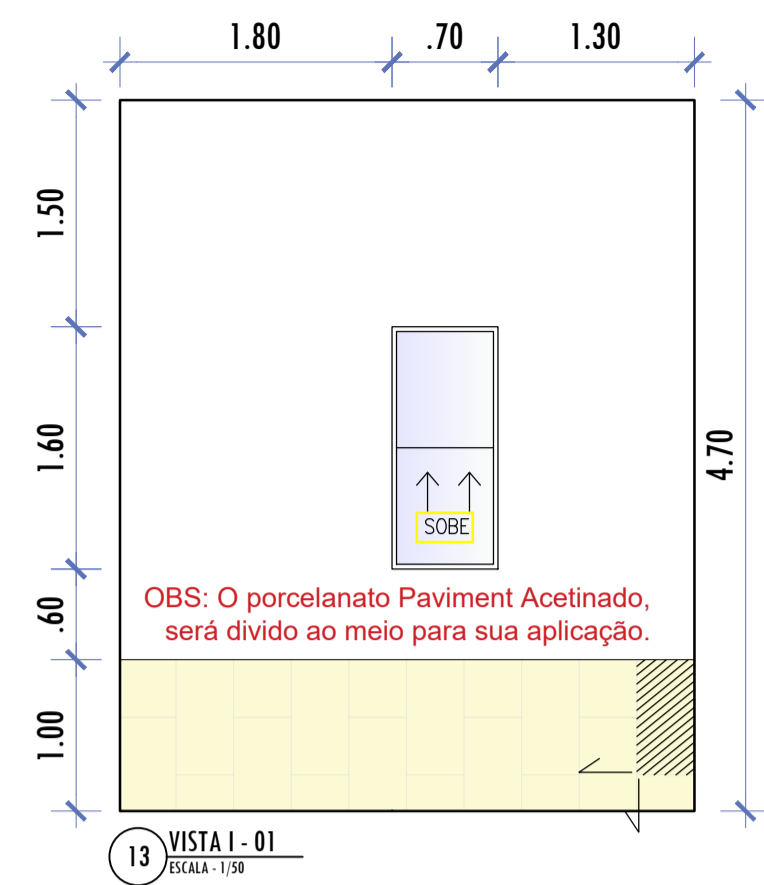 1.80 .70 1.30
1.50
1.60
4.70
SOBE
OBS: O porcelanato Paviment Acetinado,
será divido ao meio para sua aplicação.
.60
1.00
13 VISTA I - 01
ESCALA - 1/50